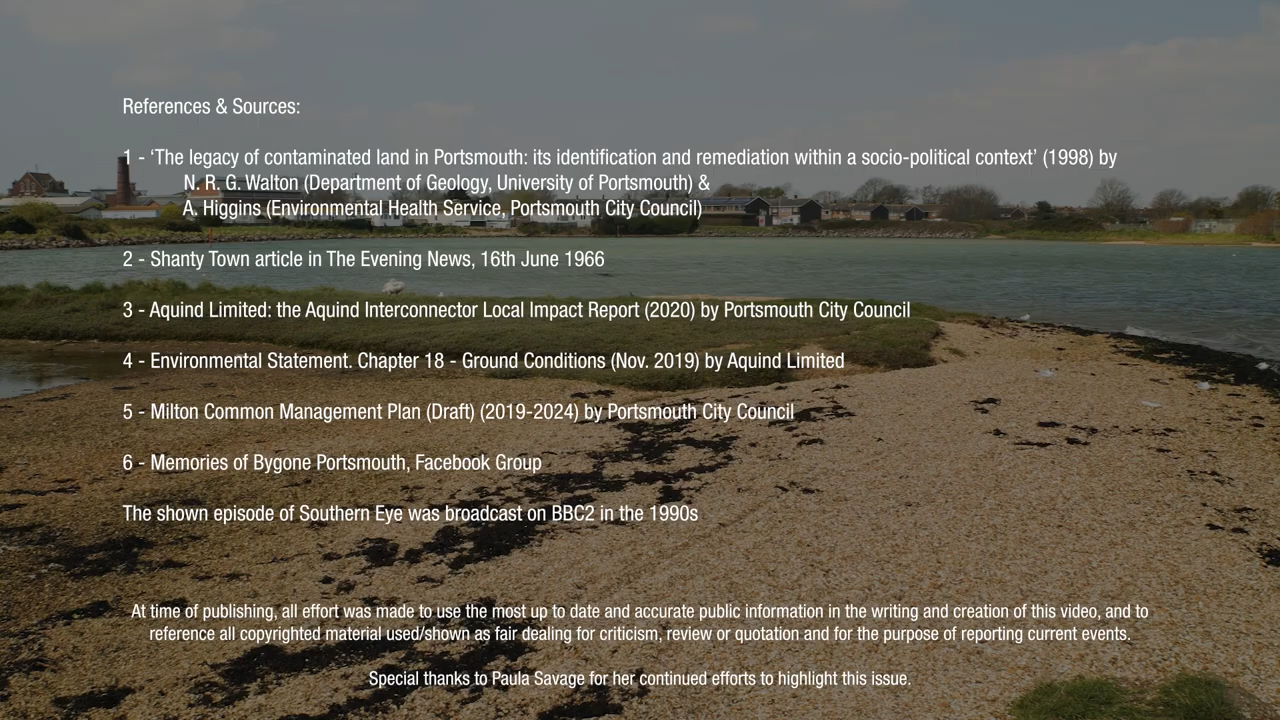 References & Sources:
1 - ‘The legacy of contaminated land in Portsmouth: its identification and remediation within a socio-political context’ (1998) by
N. R. G. Walton (Department of Geology, University of Portsmouth) &
A. Higgins (Environmental Health Service, Portsmouth City Council)
2 - Shanty Town article in The Evening News, 16th June 1966
3 - Aquind Limited: the Aquind Interconnector Local Impact Report (2020) by Portsmouth City Council
4 - Environmental Statement. Chapter 18 - Ground Conditions (Nov. 2019) by Aquind Limited
5 - Milton Common Management Plan (Draft) (2019-2024) by Portsmouth City Council
6 - Memories of Bygone Portsmouth, Facebook Group
The shown episode of Southern Eye was broadcast on BBC2 in the 1990s
At time of publishing, all effort was made to use the most up to date and accurate public information in the writing and creation of this video, and to
reference all copyrighted material used/shown as fair dealing for criticism, review or quotation and for the purpose of reporting current events.
Special thanks to Paula Savage for her continued efforts to highlight this issue.